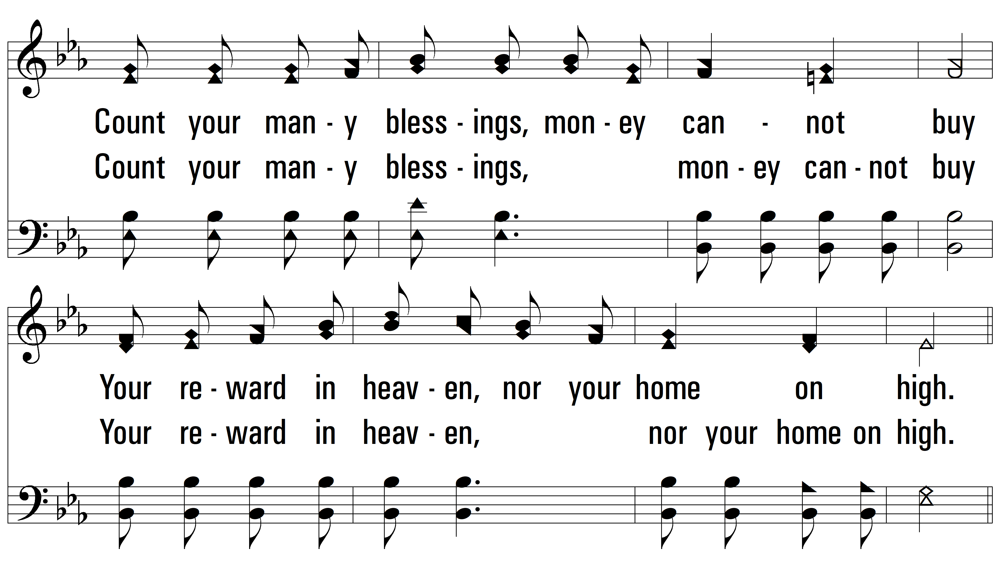 Count your man - y bless - ings, mon - ey can - not buy
Count your man - y bless - ings, mon - ey can - not buy
Your re - ward in heav - en, nor your home on high.
Your re - ward in heav - en, nor your home on high.